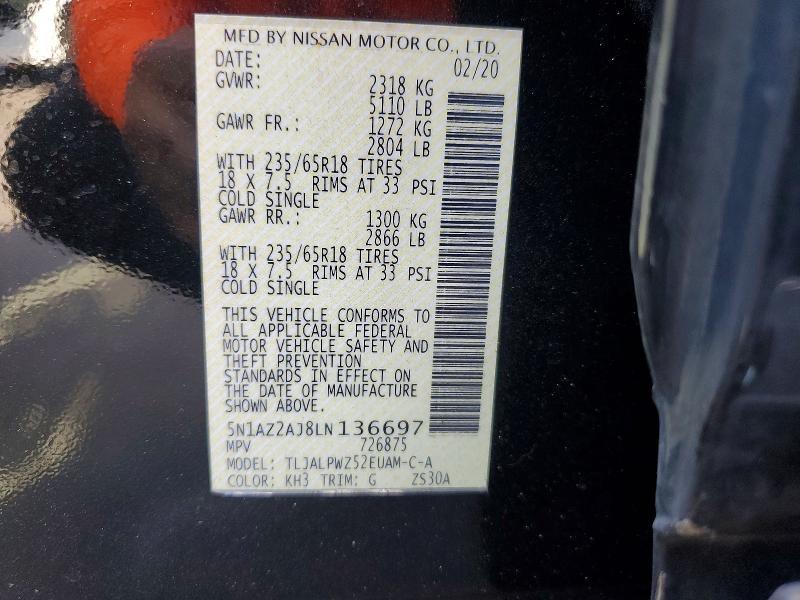 MFD BY NISSAN MOTOR CO., LTD.
DATE: 02/20
GVWR: 2318 KG
5110 LB
GAWR FR.: 1272 KG
2804 LB
WITH 235/65R18 TIRES
18 X 7.5 RIMS AT 33 PSI
COLD SINGLE
GAWR RR.: 1300 KG
2866 LB
WITH 235/65R18 TIRES
18 X 7.5 RIMS AT 33 PSI
COLD SINGLE
THIS VEHICLE CONFORMS TO
ALL APPLICABLE FEDERAL
MOTOR VEHICLE SAFETY AND
THEFT PREVENTION
STANDARDS IN EFFECT ON
THE DATE OF MANUFACTURE
SHOWN ABOVE.
5N1AZ2AJ8LN136697
MPV 726875
MODEL: TLJALPWZ52EUAM-C-A
COLOR: KH3 TRIM: G ZS30A